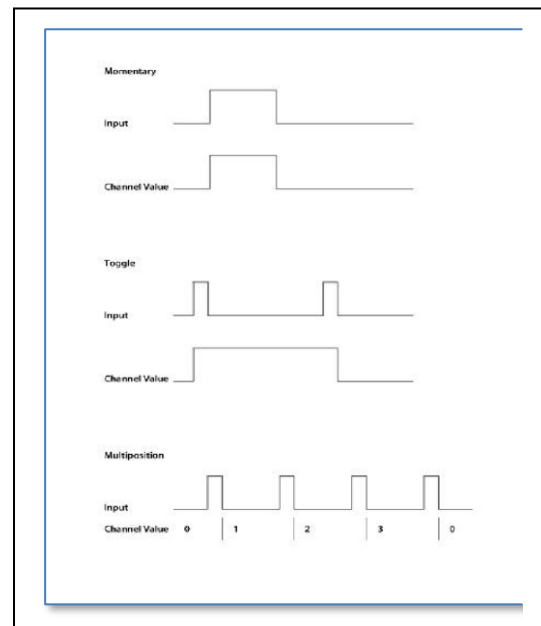 Momentary
Input
Channel Value
Toggle
Input
Channel Value
Multiposition
Input
Channel Value 0 1 2 3 0